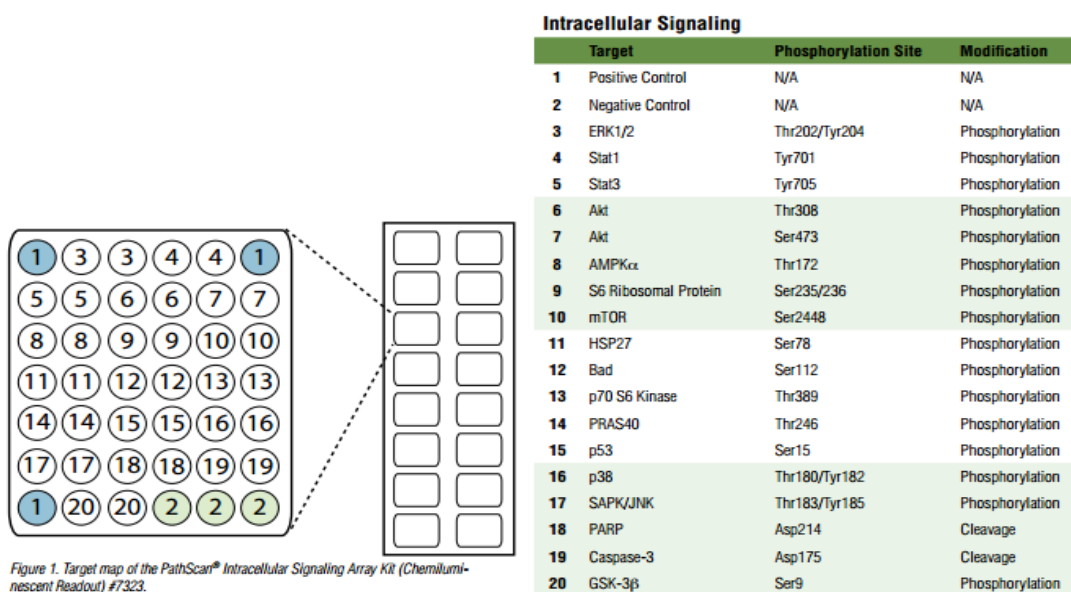 Intracellular Signaling
Target Phosphorylation Site Modification
1 Positive Control N/A N/A
2 Negative Control N/A N/A
3 ERK1/2 Thr202/Tyr204 Phosphorylation
4 Stat1 Tyr701 Phosphorylation
5 Stat3 Tyr705 Phosphorylation
6 Akt Thr308 Phosphorylation
7 Akt Ser473 Phosphorylation
8 AMPKα Thr172 Phosphorylation
9 S6 Ribosomal Protein Ser235/236 Phosphorylation
10 mTOR Ser2448 Phosphorylation
11 HSP27 Ser78 Phosphorylation
12 Bad Ser112 Phosphorylation
13 p70 S6 Kinase Thr389 Phosphorylation
14 PRAS40 Thr246 Phosphorylation
15 p53 Ser15 Phosphorylation
16 p38 Thr180/Tyr182 Phosphorylation
17 SAPK/JNK Thr183/Tyr185 Phosphorylation
18 PARP Asp214 Cleavage
19 Caspase-3 Asp175 Cleavage
20 GSK-3β Ser9 Phosphorylation
1 3 3 4 4 1
5 5 6 6 7 7
8 8 9 9 10 10
11 11 12 12 13 13
14 14 15 15 16 16
17 17 18 18 19 19
1 20 20 2 2 2
Figure 1. Target map of the PathScan® Intracellular Signaling Array Kit (Chemilumi-
nescent Readout) #7323.